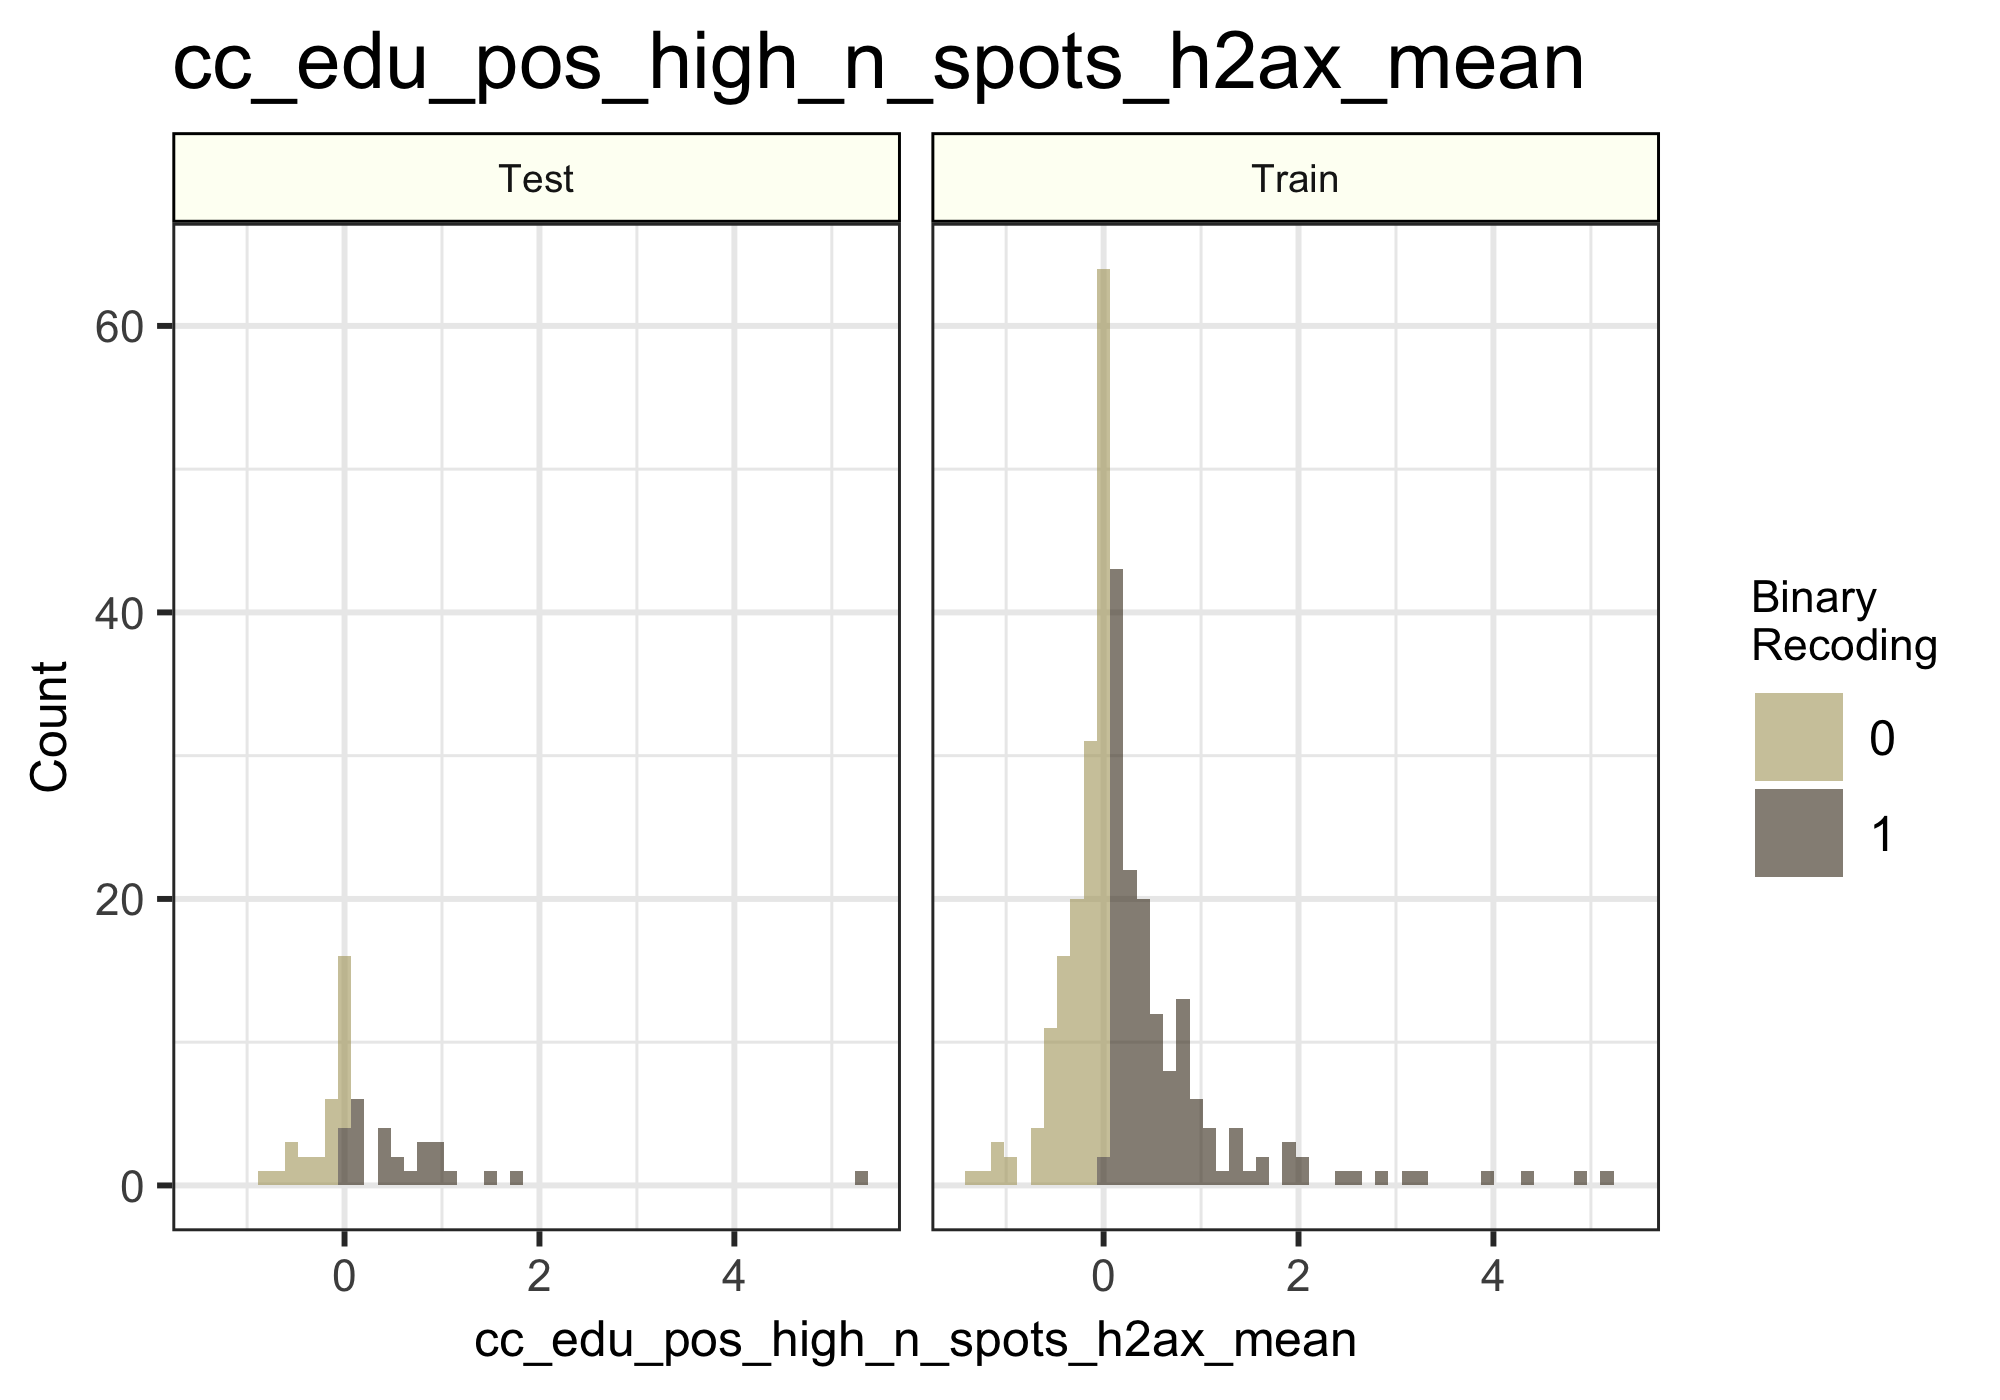 cc_edu_pos_high_n_spots_h2ax_mean
Test
Train
60
40
20
0
Count
0
2
4
0
2
4
cc_edu_pos_high_n_spots_h2ax_mean
Binary
Recoding
0
1